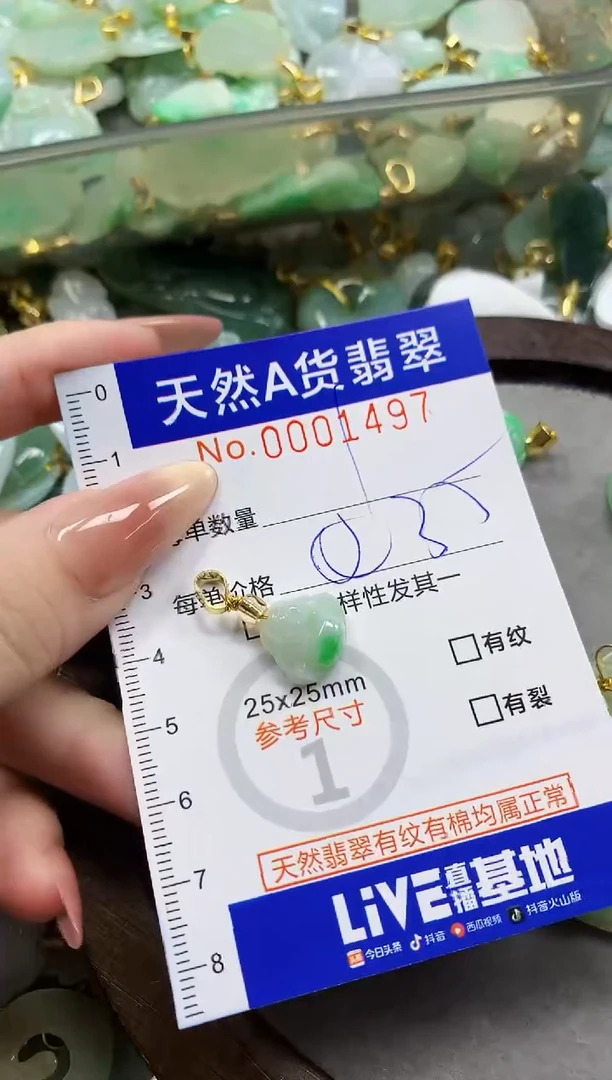 天然A货翡翠
0
No.0001497
1
单数量
3
每单价格
样性发其一
4
有纹
25x25mm
参考尺寸
5
有裂
1
6
天然翡翠有纹有棉均属正常
7
LiVE直播基地
8
今日头条 抖音 西瓜视频 抖音火山版